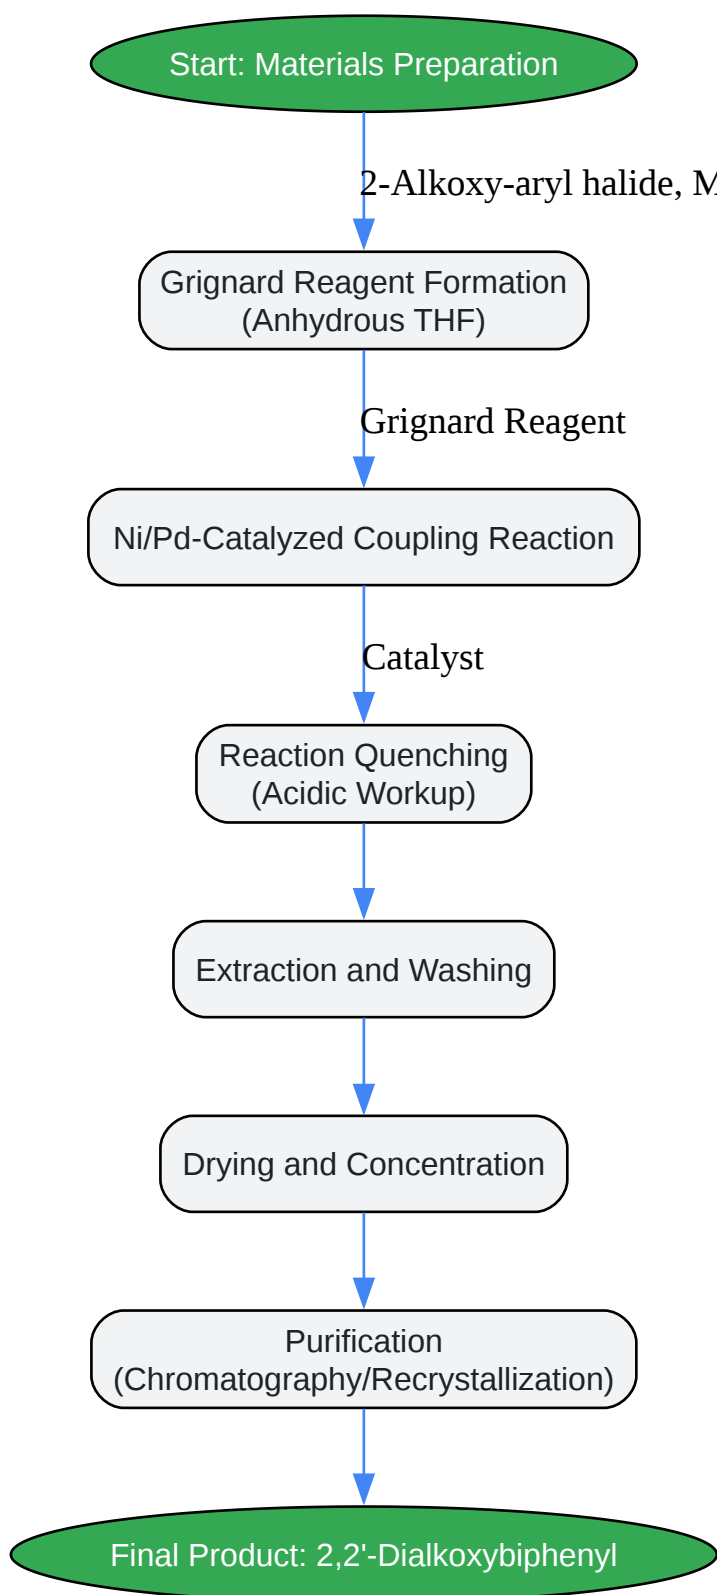 Start: Materials Preparation
2-Alkoxy-aryl halide, M
Grignard Reagent Formation
(Anhydrous THF)
Grignard Reagent
Ni/Pd-Catalyzed Coupling Reaction
Catalyst
Reaction Quenching
(Acidic Workup)
Extraction and Washing
Drying and Concentration
Purification
(Chromatography/Recrystallization)
Final Product: 2,2'-Dialkoxybiphenyl